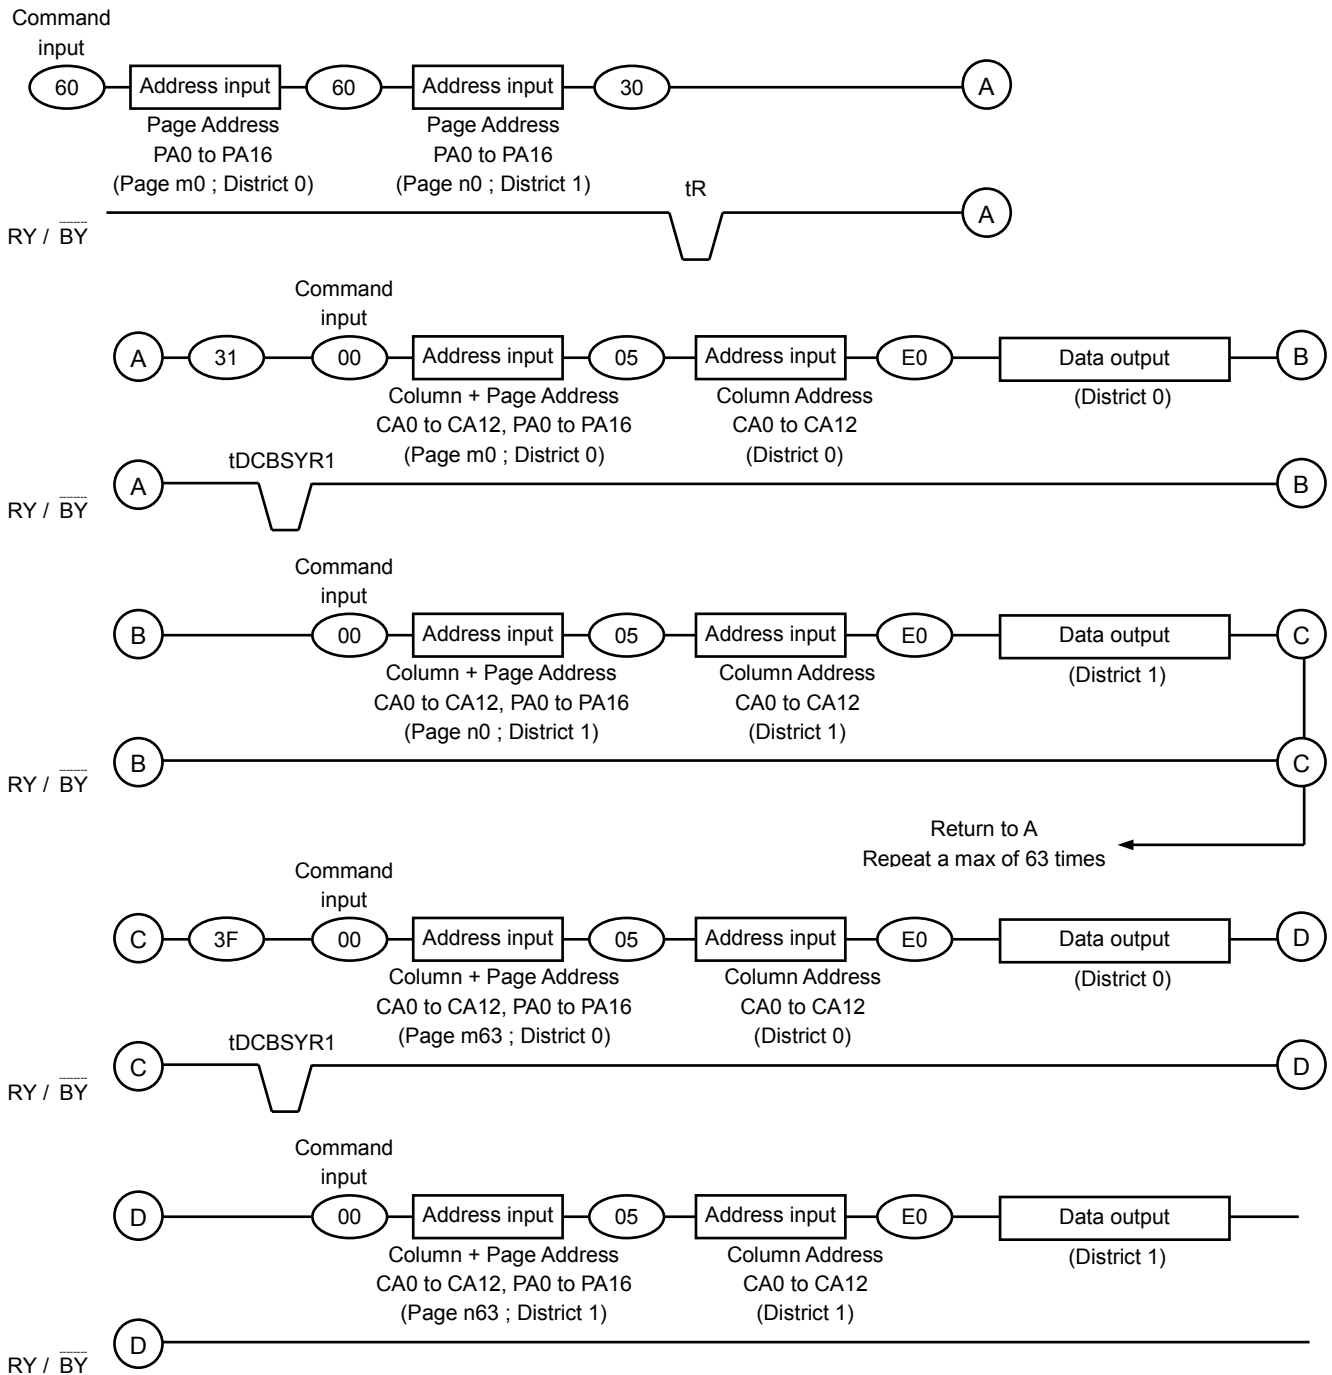 Command
input
60 Address input 60 Address input 30 A
Page Address Page Address
PA0 to PA16 PA0 to PA16
(Page m0 ; District 0) (Page n0 ; District 1)
tR
RY / BY A
Command
input
A 31 00 Address input 05 Address input E0 Data output B
Column + Page Address Column Address (District 0)
CA0 to CA12, PA0 to PA16 CA0 to CA12
(Page m0 ; District 0) (District 0)
tDCBSYR1
RY / BY A B
Command
input
B 00 Address input 05 Address input E0 Data output C
Column + Page Address Column Address (District 1)
CA0 to CA12, PA0 to PA16 CA0 to CA12
(Page n0 ; District 1) (District 1)
RY / BY B C
Return to A
Repeat a max of 63 times
Command
input
C 3F 00 Address input 05 Address input E0 Data output D
Column + Page Address Column Address (District 0)
CA0 to CA12, PA0 to PA16 CA0 to CA12
(Page m63 ; District 0) (District 0)
tDCBSYR1
RY / BY C D
Command
input
D 00 Address input 05 Address input E0 Data output
Column + Page Address Column Address (District 1)
CA0 to CA12, PA0 to PA16 CA0 to CA12
(Page n63 ; District 1) (District 1)
RY / BY D